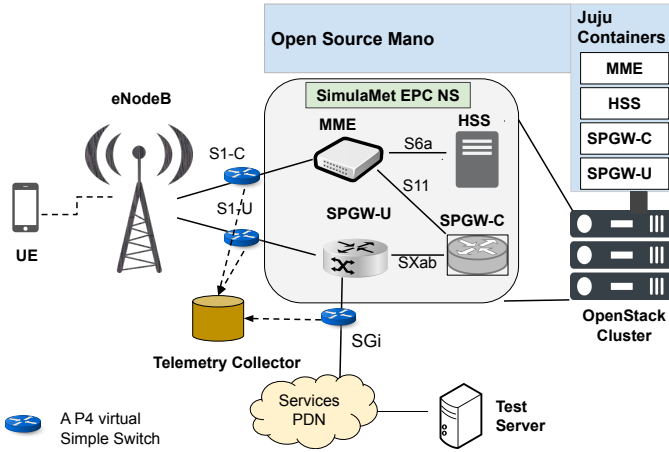 Open Source Mano
Juju
Containers
MME
HSS
SPGW-C
SPGW-U
SimulaMet EPC NS
eNodeB
MME
HSS
S1-C
S6a
S11
S1-U
SPGW-U
SPGW-C
UE
SXab
OpenStack
Cluster
SGi
Telemetry Collector
Services
PDN
Test
Server
A P4 virtual
Simple Switch